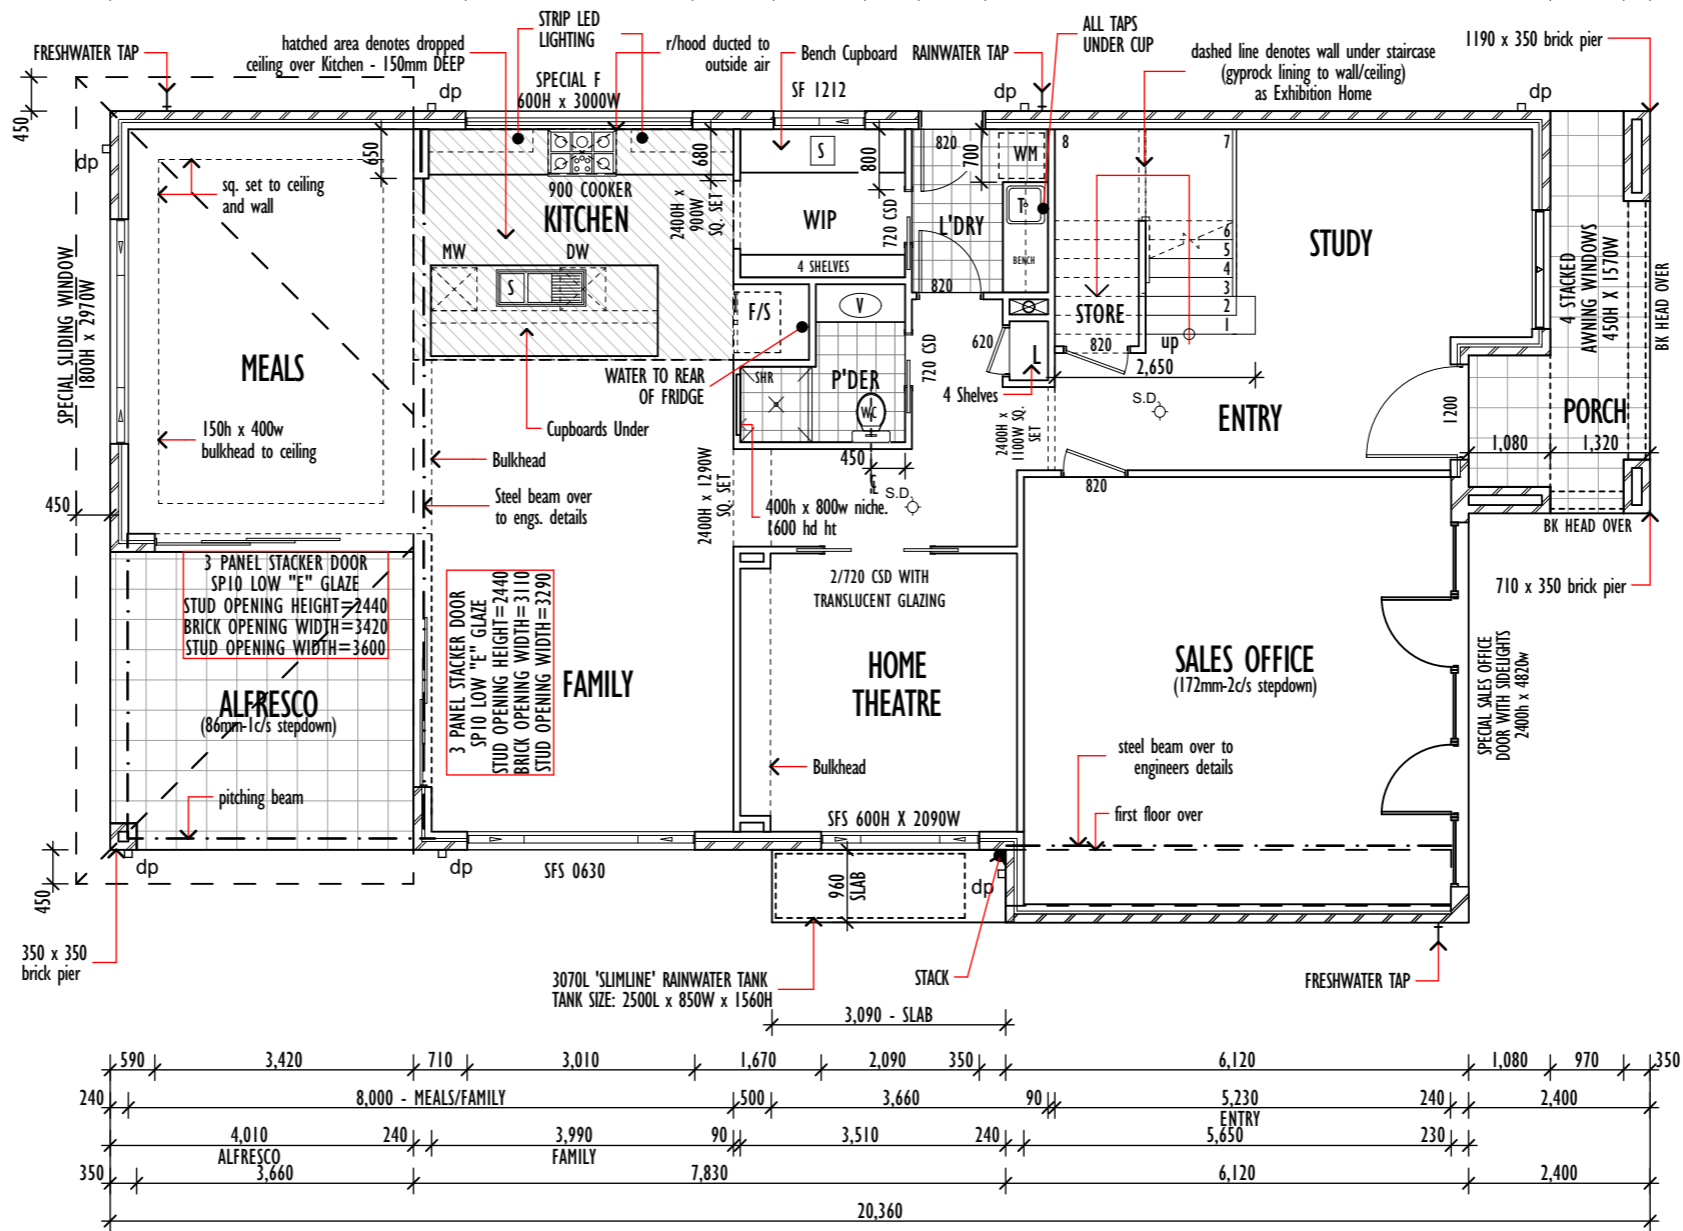 STRIP LED
LIGHTING
FRESHWATER TAP
hatched area denotes dropped
ceiling over Kitchen - 150mm DEEP
r/hood ducted to
outside air
Bench Cupboard
RAINWATER TAP
ALL TAPS
UNDER CUP
dashed line denotes wall under staircase
(gyprock lining to wall/ceiling)
as Exhibition Home
1190 x 350 brick pier
SPECIAL F
600H x 3000W
SF 1212
dp
dp
dp
dp
450
650
680
800
820
700
WM
8
7
S
sq. set to ceiling
and wall
900 COOKER
KITCHEN
2400H x
900W
SQ. SET
WIP
720 CSD
L'DRY
T
BENCH
STUDY
MW
DW
S
4 SHELVES
820
6
5
4
3
2
1
SPECIAL SLIDING WINDOW
1800H x 2970W
4 STACKED
AWNING WINDOWS
450H X 1570W
BK HEAD OVER
F/S
V
STORE
820
up
2,650
620
L
MEALS
WATER TO REAR
OF FRIDGE
SHR
P'DER
WC
720 CSD
4 Shelves
S.D.
ENTRY
1200
PORCH
1,080
1,320
150h x 400w
bulkhead to ceiling
Cupboards Under
Bulkhead
450
2400H x
1100W SQ.
SET
820
450
Steel beam over
to engs. details
2400H x 1290W
SQ. SET
400h x 800w niche.
1600 hd ht
S.D.
BK HEAD OVER
3 PANEL STACKER DOOR
SP10 LOW "E" GLAZE
STUD OPENING HEIGHT=2440
BRICK OPENING WIDTH=3420
STUD OPENING WIDTH=3600
3 PANEL STACKER DOOR
SP10 LOW "E" GLAZE
STUD OPENING HEIGHT=2440
BRICK OPENING WIDTH=3110
STUD OPENING WIDTH=3290
2/720 CSD WITH
TRANSLUCENT GLAZING
710 x 350 brick pier
ALFRESCO
(86mm-1c/s stepdown)
FAMILY
HOME
THEATRE
SALES OFFICE
(172mm-2c/s stepdown)
SPECIAL SALES OFFICE
DOOR WITH SIDELIGHTS
2400h x 4820w
pitching beam
Bulkhead
steel beam over to
engineers details
first floor over
SFS 600H X 2090W
dp
dp
SFS 0630
960
SLAB
dp
450
350 x 350
brick pier
3070L 'SLIMLINE' RAINWATER TANK
TANK SIZE: 2500L x 850W x 1560H
STACK
FRESHWATER TAP
3,090 - SLAB
590 3,420 710 3,010 1,670 2,090 350 6,120 1,080 970 350
240 8,000 - MEALS/FAMILY 500 3,660 90 5,230 240 2,400
ENTRY
4,010 240 3,990 90 3,510 240 5,650 230
ALFRESCO FAMILY
350 3,660 7,830 6,120 2,400
20,360